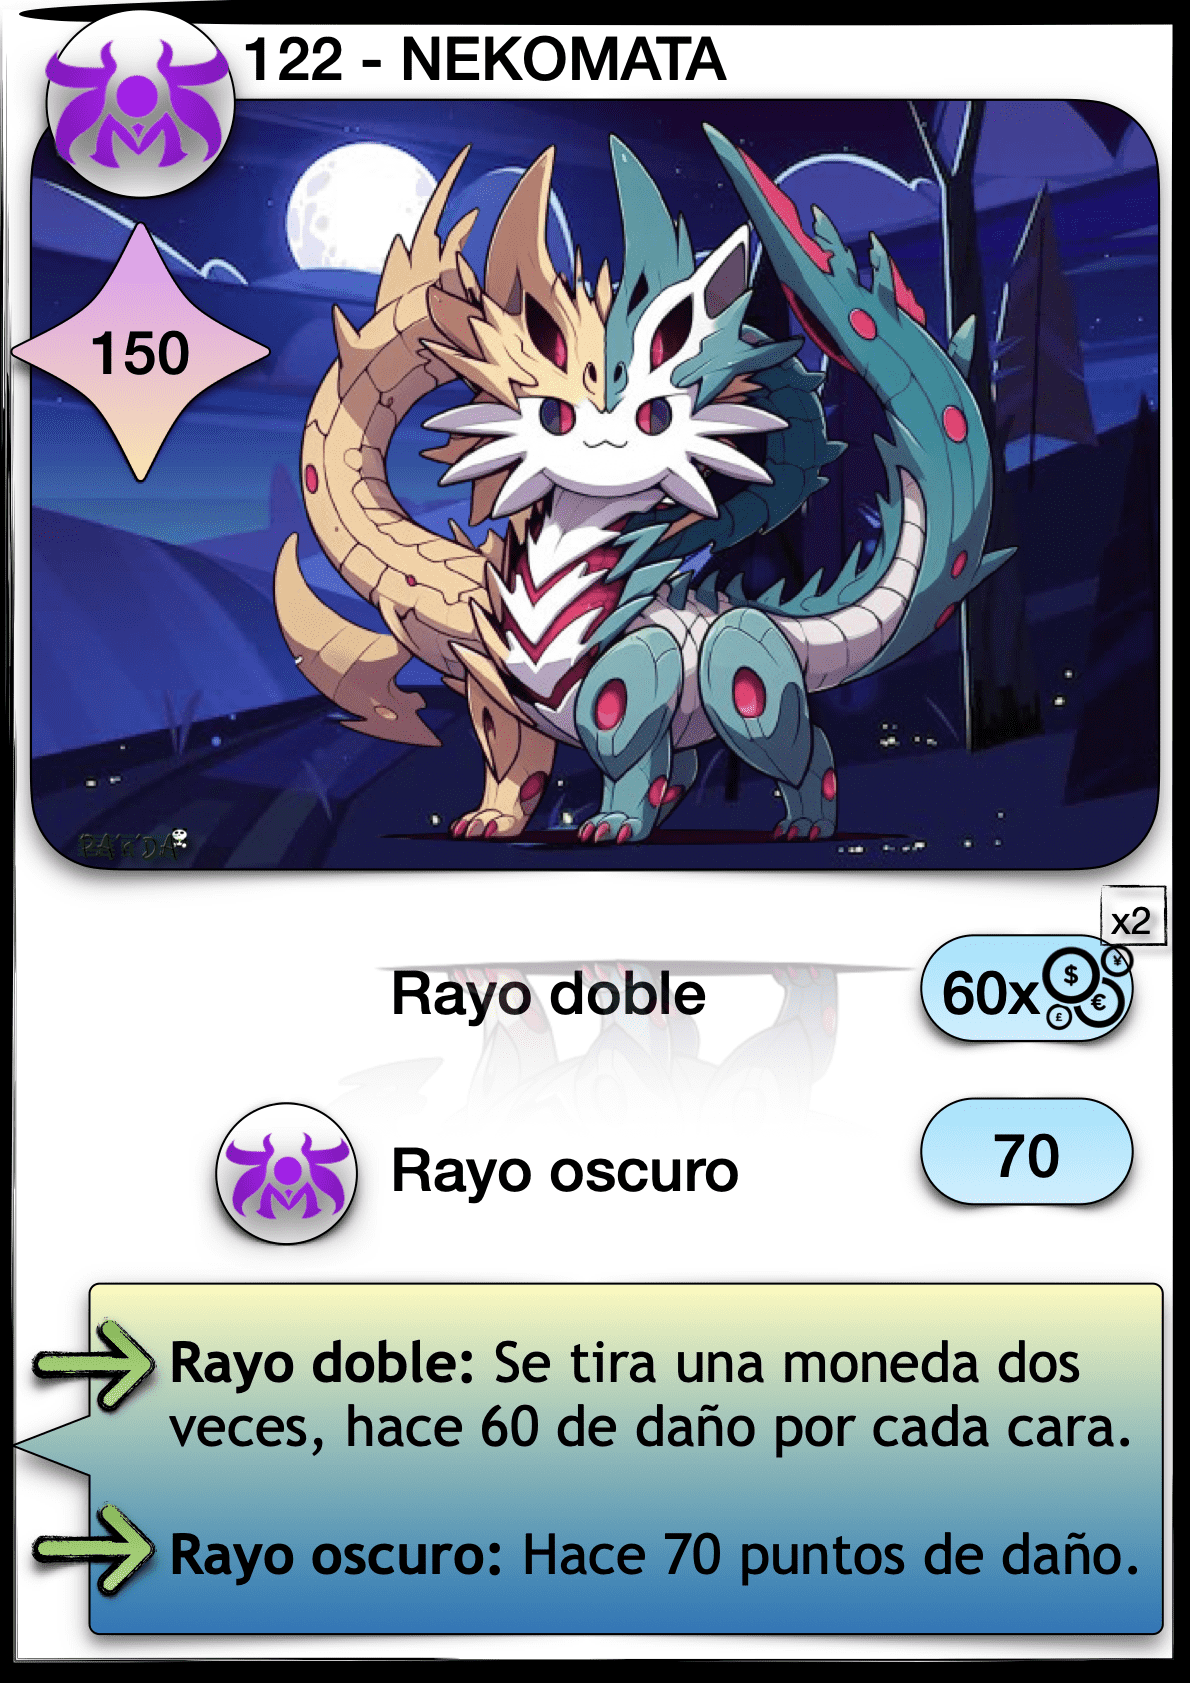 122 - NEKOMATA
150
RAYDA
x2
Rayo doble
60x
$
¥
€
£
Rayo oscuro
70
Rayo doble: Se tira una moneda dos
veces, hace 60 de daño por cada cara.
Rayo oscuro: Hace 70 puntos de daño.